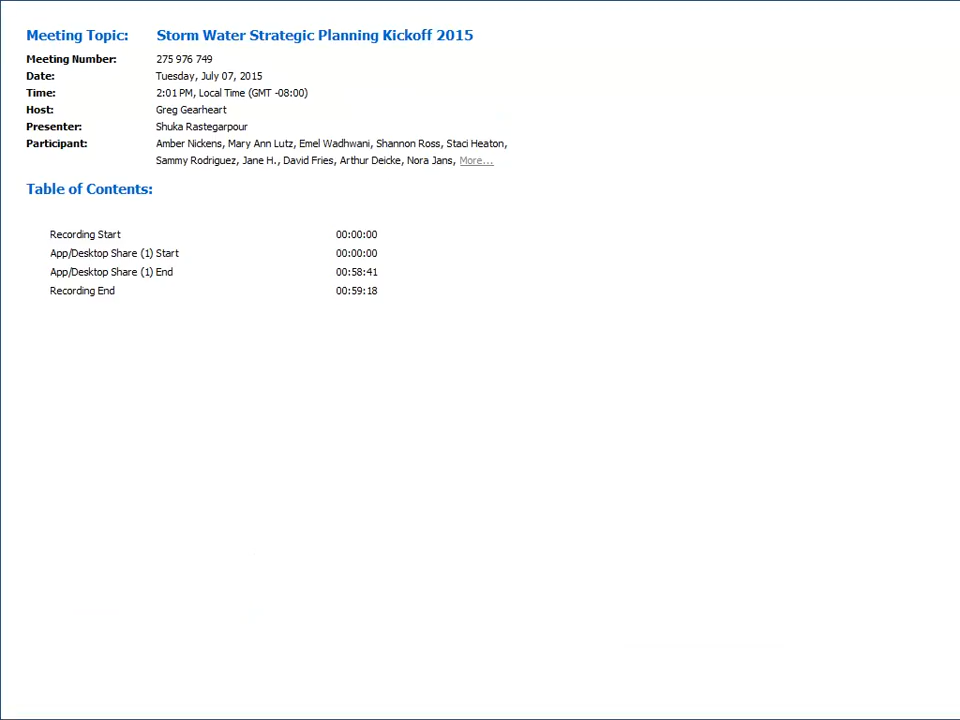 Meeting Topic: Storm Water Strategic Planning Kickoff 2015
Meeting Number: 275 976 749
Date: Tuesday, July 07, 2015
Time: 2:01 PM, Local Time (GMT -08:00)
Host: Greg Gearheart
Presenter: Shuka Rastegarpour
Participant: Amber Nickens, Mary Ann Lutz, Emel Wadhwani, Shannon Ross, Staci Heaton,
Sammy Rodriguez, Jane H., David Fries, Arthur Deicke, Nora Jans, More...
Table of Contents:
Recording Start 00:00:00
App/Desktop Share (1) Start 00:00:00
App/Desktop Share (1) End 00:58:41
Recording End 00:59:18